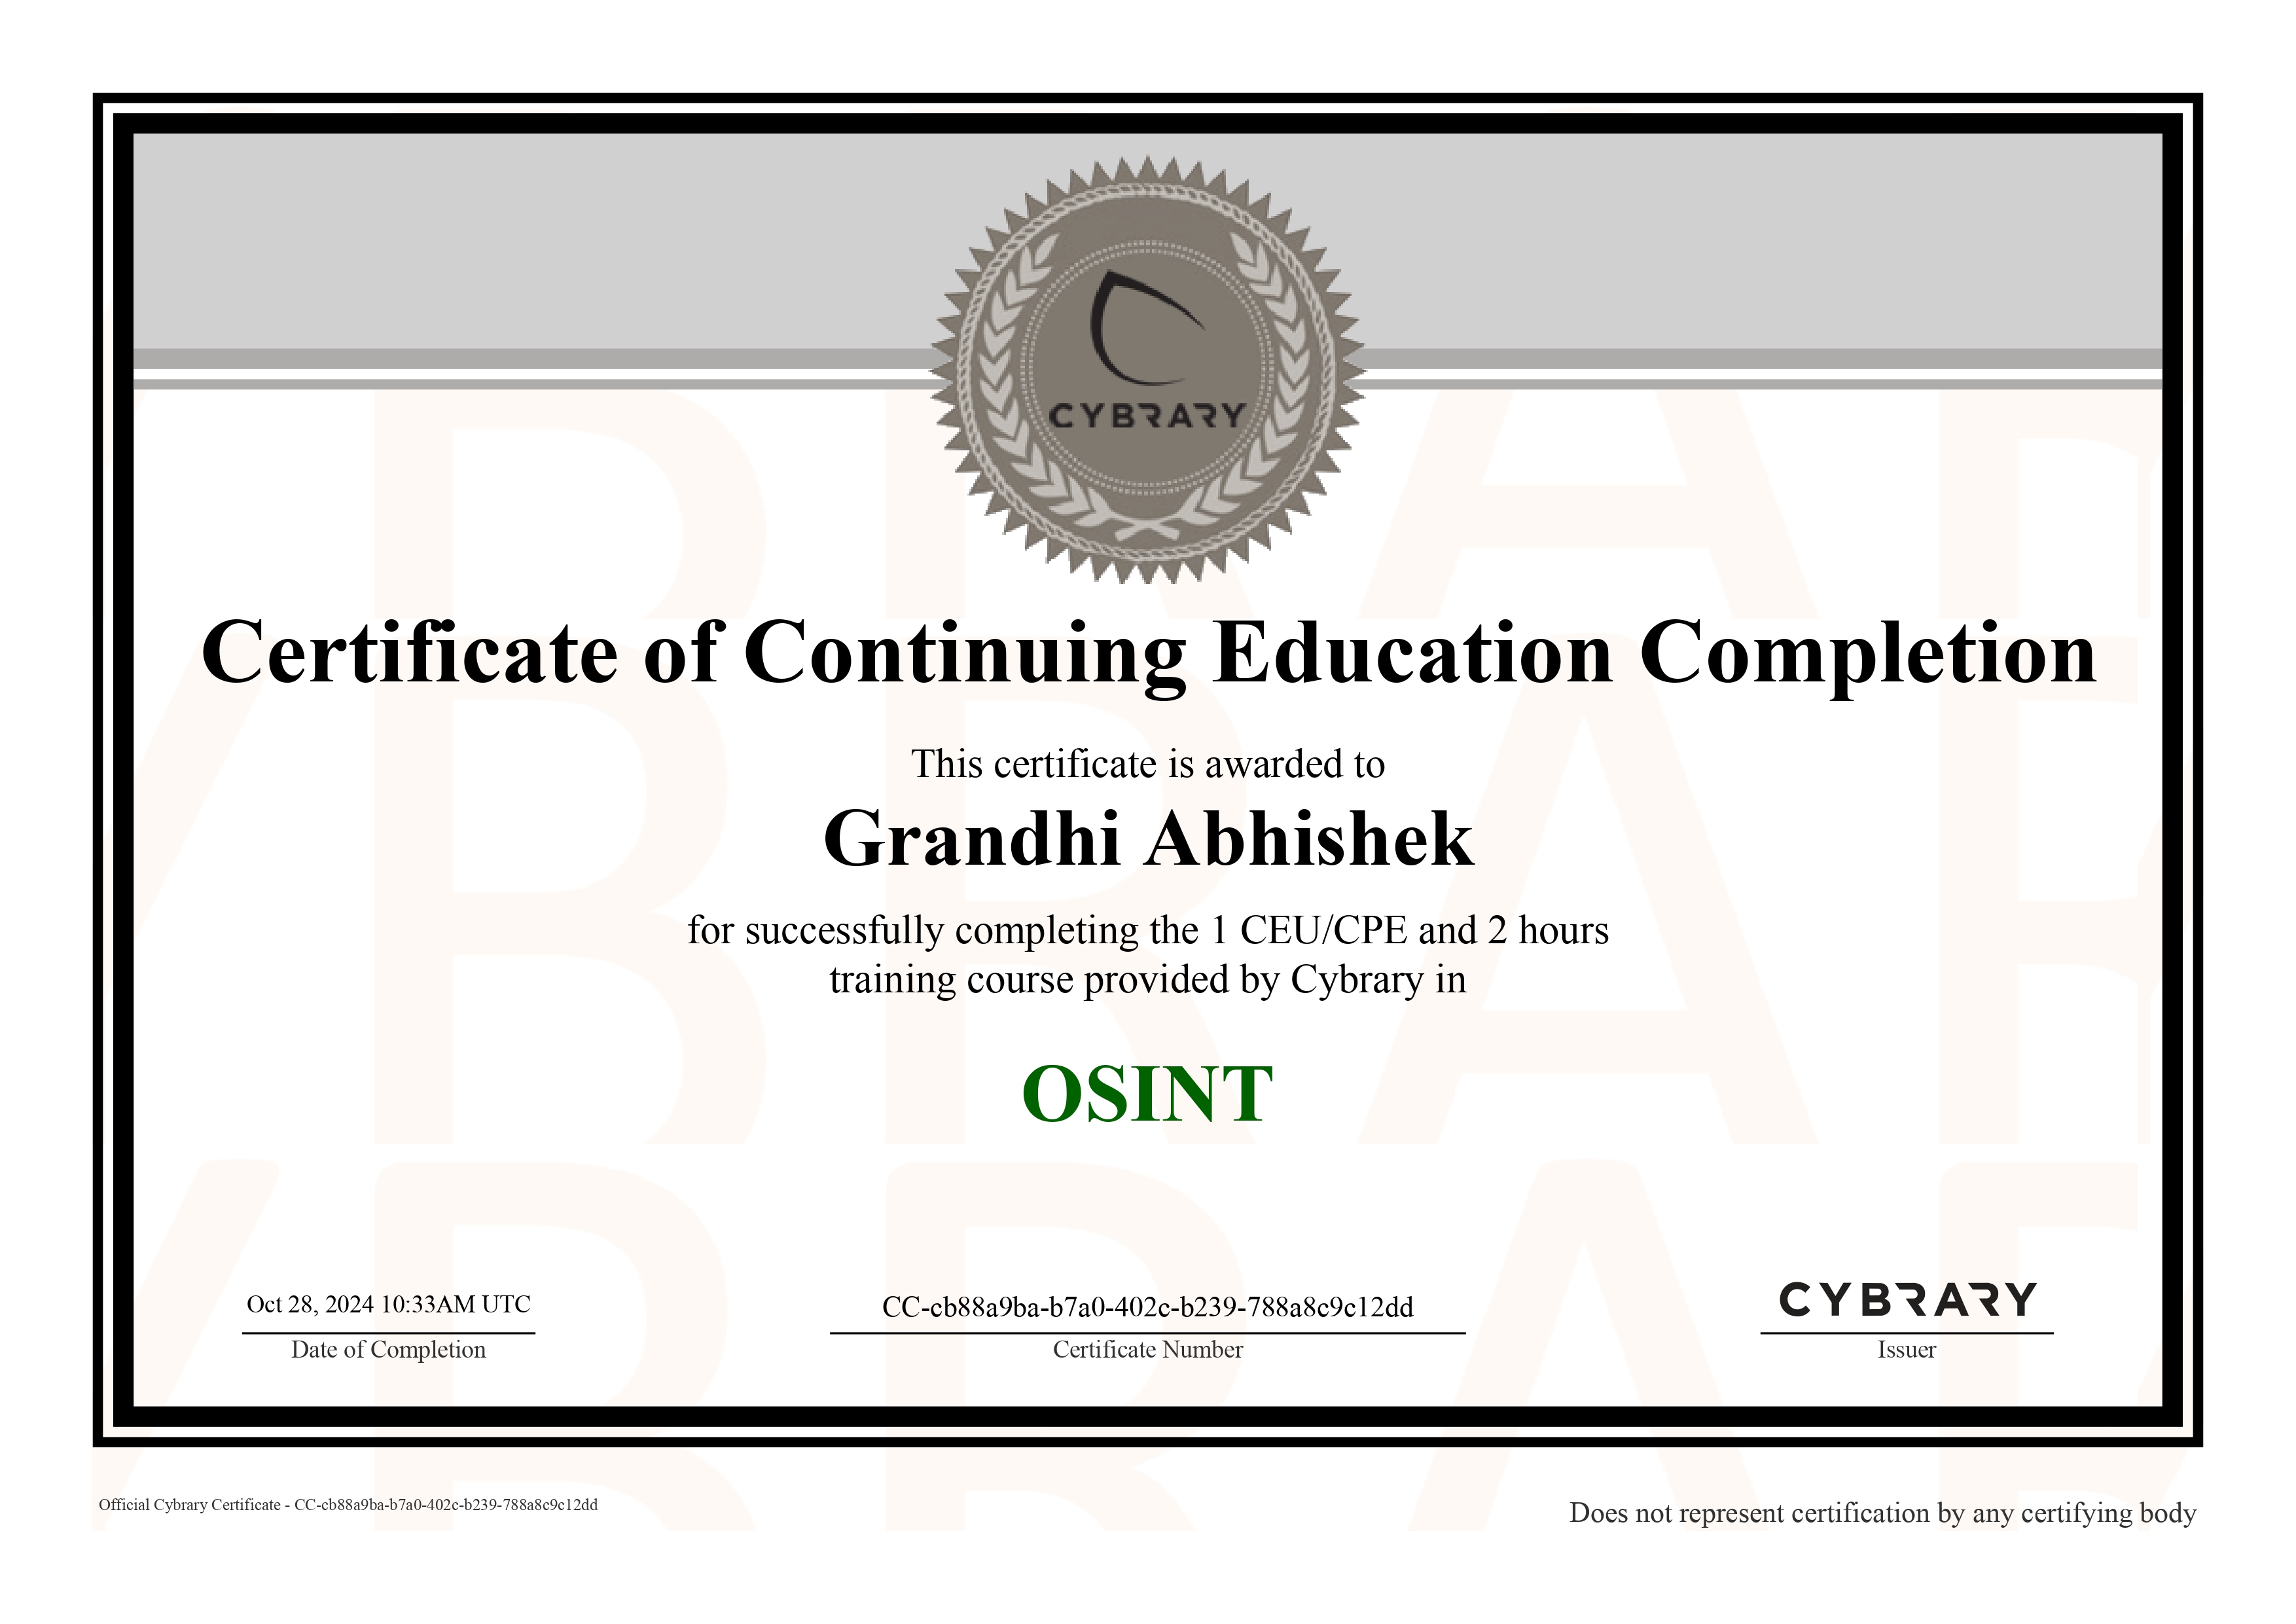 CYBRARY
Certificate of Continuing Education Completion
This certificate is awarded to
Grandhi Abhishek
for successfully completing the 1 CEU/CPE and 2 hours
training course provided by Cybrary in
OSINT
Oct 28, 2024 10:33AM UTC
Date of Completion
CC-cb88a9ba-b7a0-402c-b239-788a8c9c12dd
Certificate Number
CYBRARY
Issuer
Official Cybrary Certificate - CC-cb88a9ba-b7a0-402c-b239-788a8c9c12dd
Does not represent certification by any certifying body